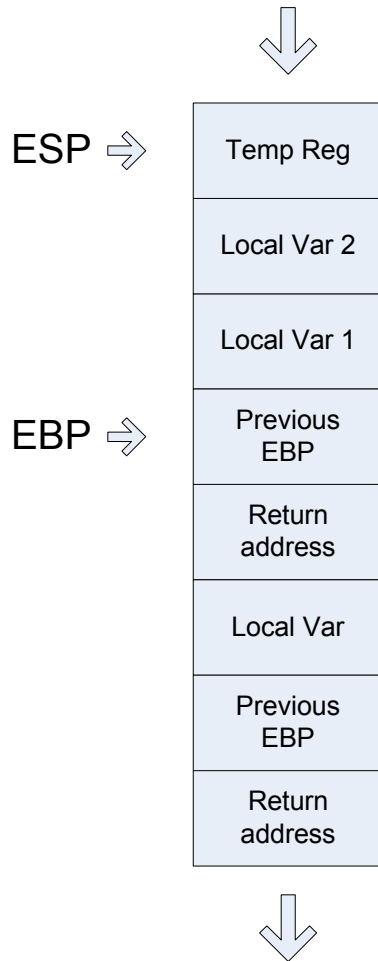 ESP
Temp Reg
Local Var 2
Local Var 1
EBP
Previous
EBP
Return
address
Local Var
Previous
EBP
Return
address